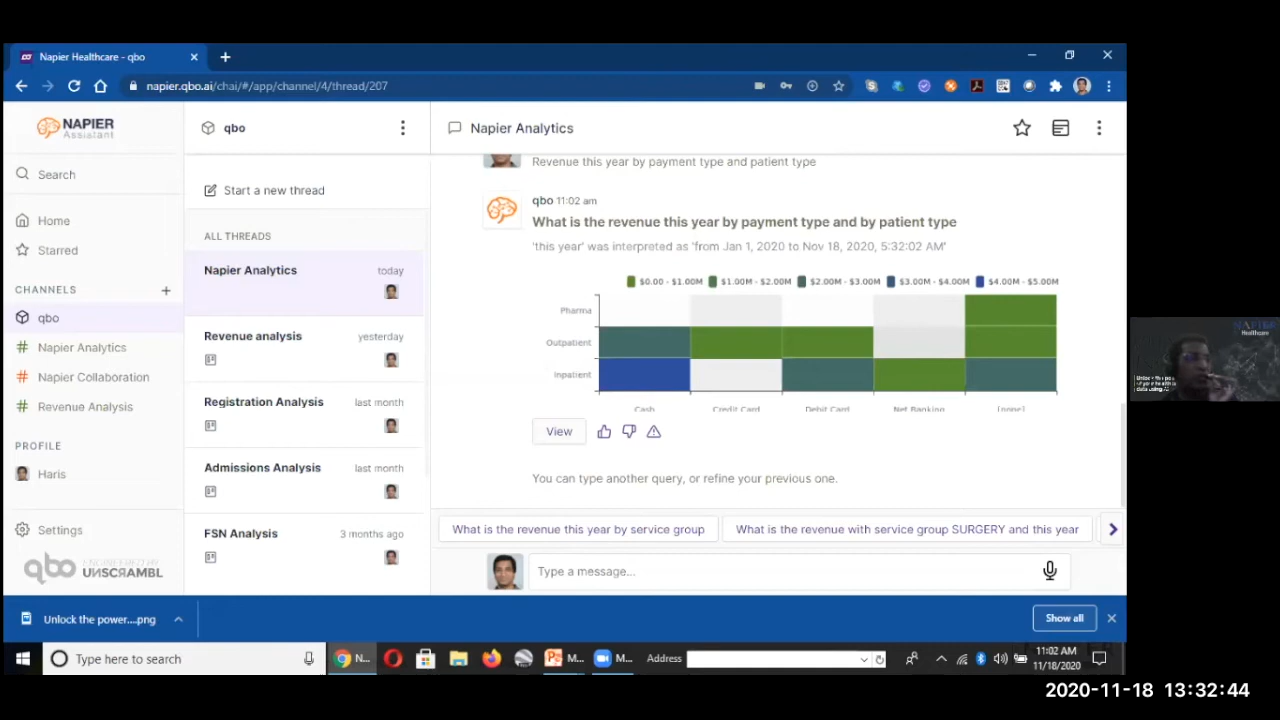 Napier Healthcare - qbo
napier.qbo.ai/chai/#/app/channel/4/thread/207
NAPIER
Assistant
qbo
Napier Analytics
Search
Start a new thread
Home
Starred
ALL THREADS
CHANNELS
qbo
Napier Analytics
Napier Collaboration
Revenue Analysis
PROFILE
Haris
Settings
qbo ENGINEERED BY UNSCRAMBL
Napier Analytics today
Revenue analysis yesterday
Registration Analysis last month
Admissions Analysis last month
FSN Analysis 3 months ago
Revenue this year by payment type and patient type
qbo 11:02 am
What is the revenue this year by payment type and by patient type
'this year' was interpreted as 'from Jan 1, 2020 to Nov 18, 2020, 5:32:02 AM'
$0.00 - $1.00M $1.00M - $2.00M $2.00M - $3.00M $3.00M - $4.00M $4.00M - $5.00M
Pharma
Outpatient
Inpatient
Cash Credit Card Debit Card Net Banking [none]
View
You can type another query, or refine your previous one.
What is the revenue this year by service group What is the revenue with service group SURGERY and this year
Type a message...
NAPIER
Healthcare
Unlock the power....png
Show all
Type here to search
N...
M...
M...
Address
11:02 AM
11/18/2020
2020-11-18 13:32:44